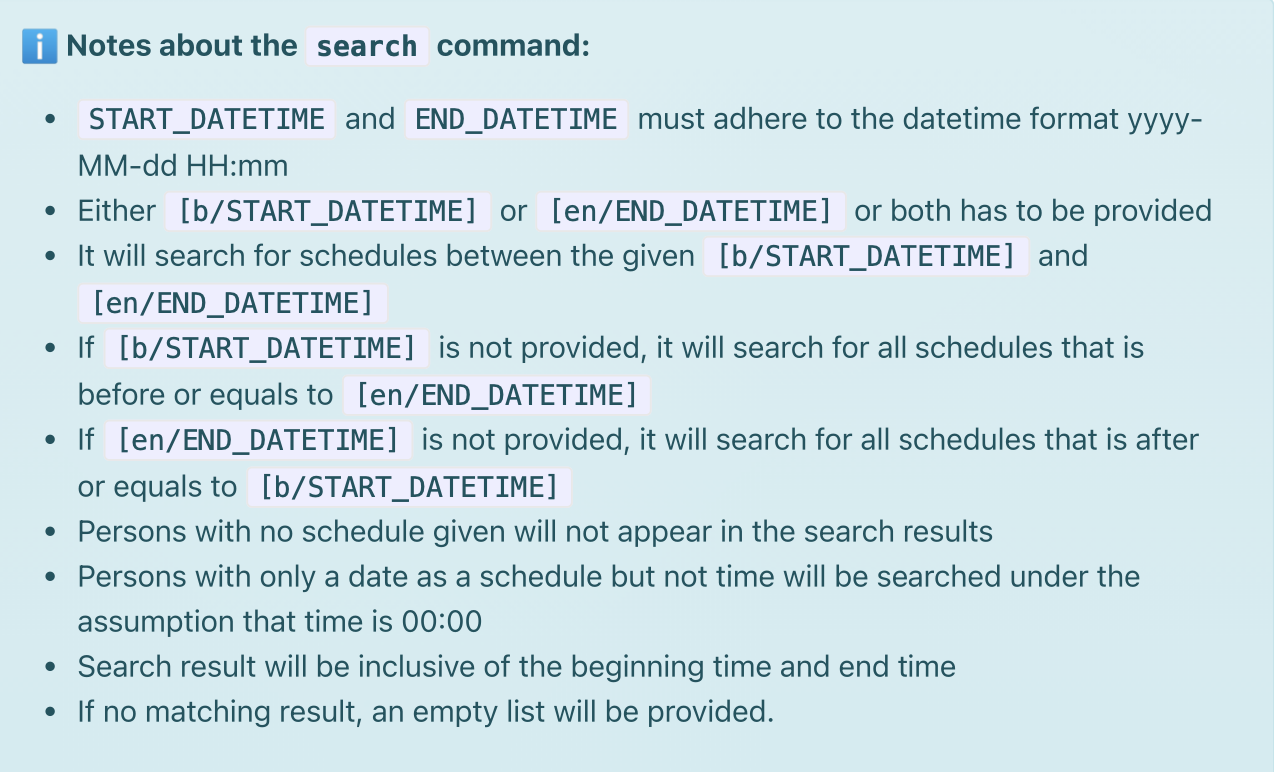 ℹ️ Notes about the search command:
• START_DATETIME and END_DATETIME must adhere to the datetime format yyyy-
MM-dd HH:mm
• Either [b/START_DATETIME] or [en/END_DATETIME] or both has to be provided
• It will search for schedules between the given [b/START_DATETIME] and
[en/END_DATETIME]
• If [b/START_DATETIME] is not provided, it will search for all schedules that is
before or equals to [en/END_DATETIME]
• If [en/END_DATETIME] is not provided, it will search for all schedules that is after
or equals to [b/START_DATETIME]
• Persons with no schedule given will not appear in the search results
• Persons with only a date as a schedule but not time will be searched under the
assumption that time is 00:00
• Search result will be inclusive of the beginning time and end time
• If no matching result, an empty list will be provided.